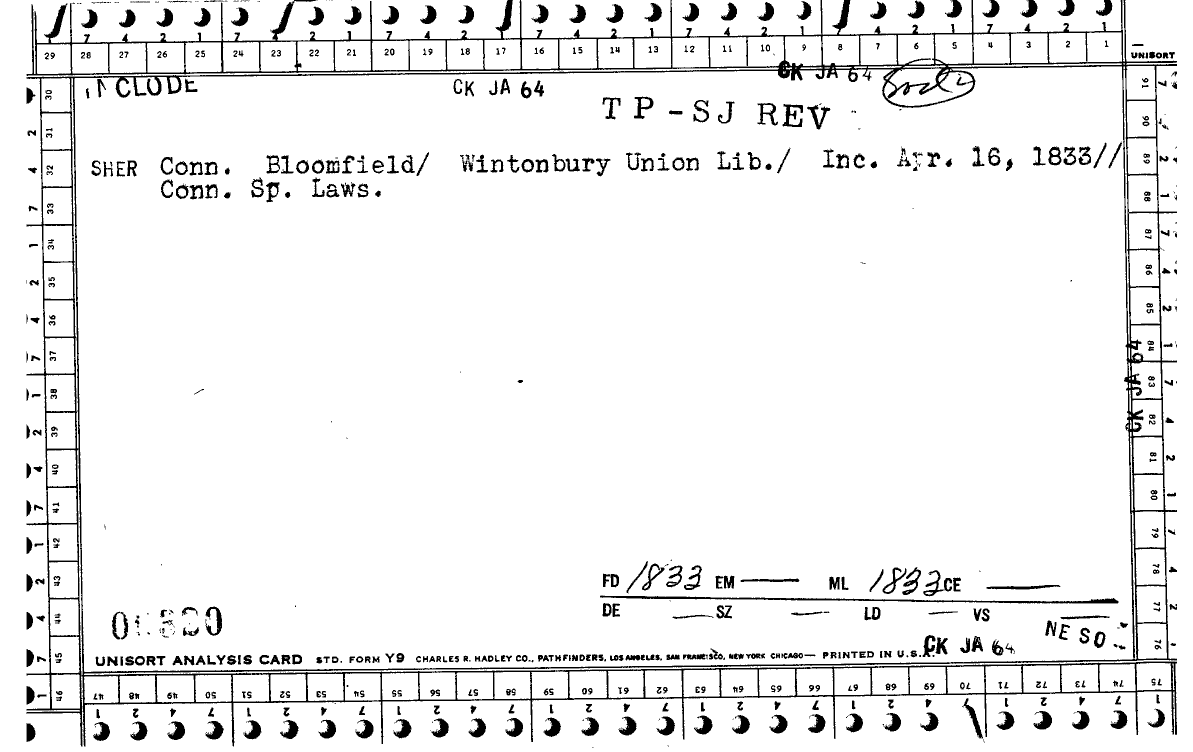 7 4 2 1 7 4 2 1 7 4 2 1 7 4 2 1 7 4 2 1 7 4 2 1 7 4 2 1
29 28 27 26 25 24 23 22 21 20 19 18 17 16 15 14 13 12 11 10 9 8 7 6 5 4 3 2 1
UNISORT
CLODE CK JA 64 CK JA 64
TP-SJ REV
SHER Conn. Bloomfield/ Wintonbury Union Lib./ Inc. Apr. 16, 1833//
Conn. Sp. Laws.
30 31 32 33 34 35 36 37 38 39 40 41 42 43 44 45 46
91 90 89 88 87 86 85 84 83 82 81 80 79 78 77 76
CK JA 64
FD 1833 EM ML 1833 CE
DE SZ LD VS
NE SO
CK JA 64
UNISORT ANALYSIS CARD STD. FORM Y9 CHARLES R. HADLEY CO., PATHFINDERS, LOS ANGELES, SAN FRANCISCO, NEW YORK CHICAGO— PRINTED IN U.S.A.
47 48 49 50 51 52 53 54 55 56 57 58 59 60 61 62 63 64 65 66 67 68 69 70 71 72 73 74 75
1 2 4 7 1 2 4 7 1 2 4 7 1 2 4 7 1 2 4 7 1 2 4 7 1 2 4 7 1